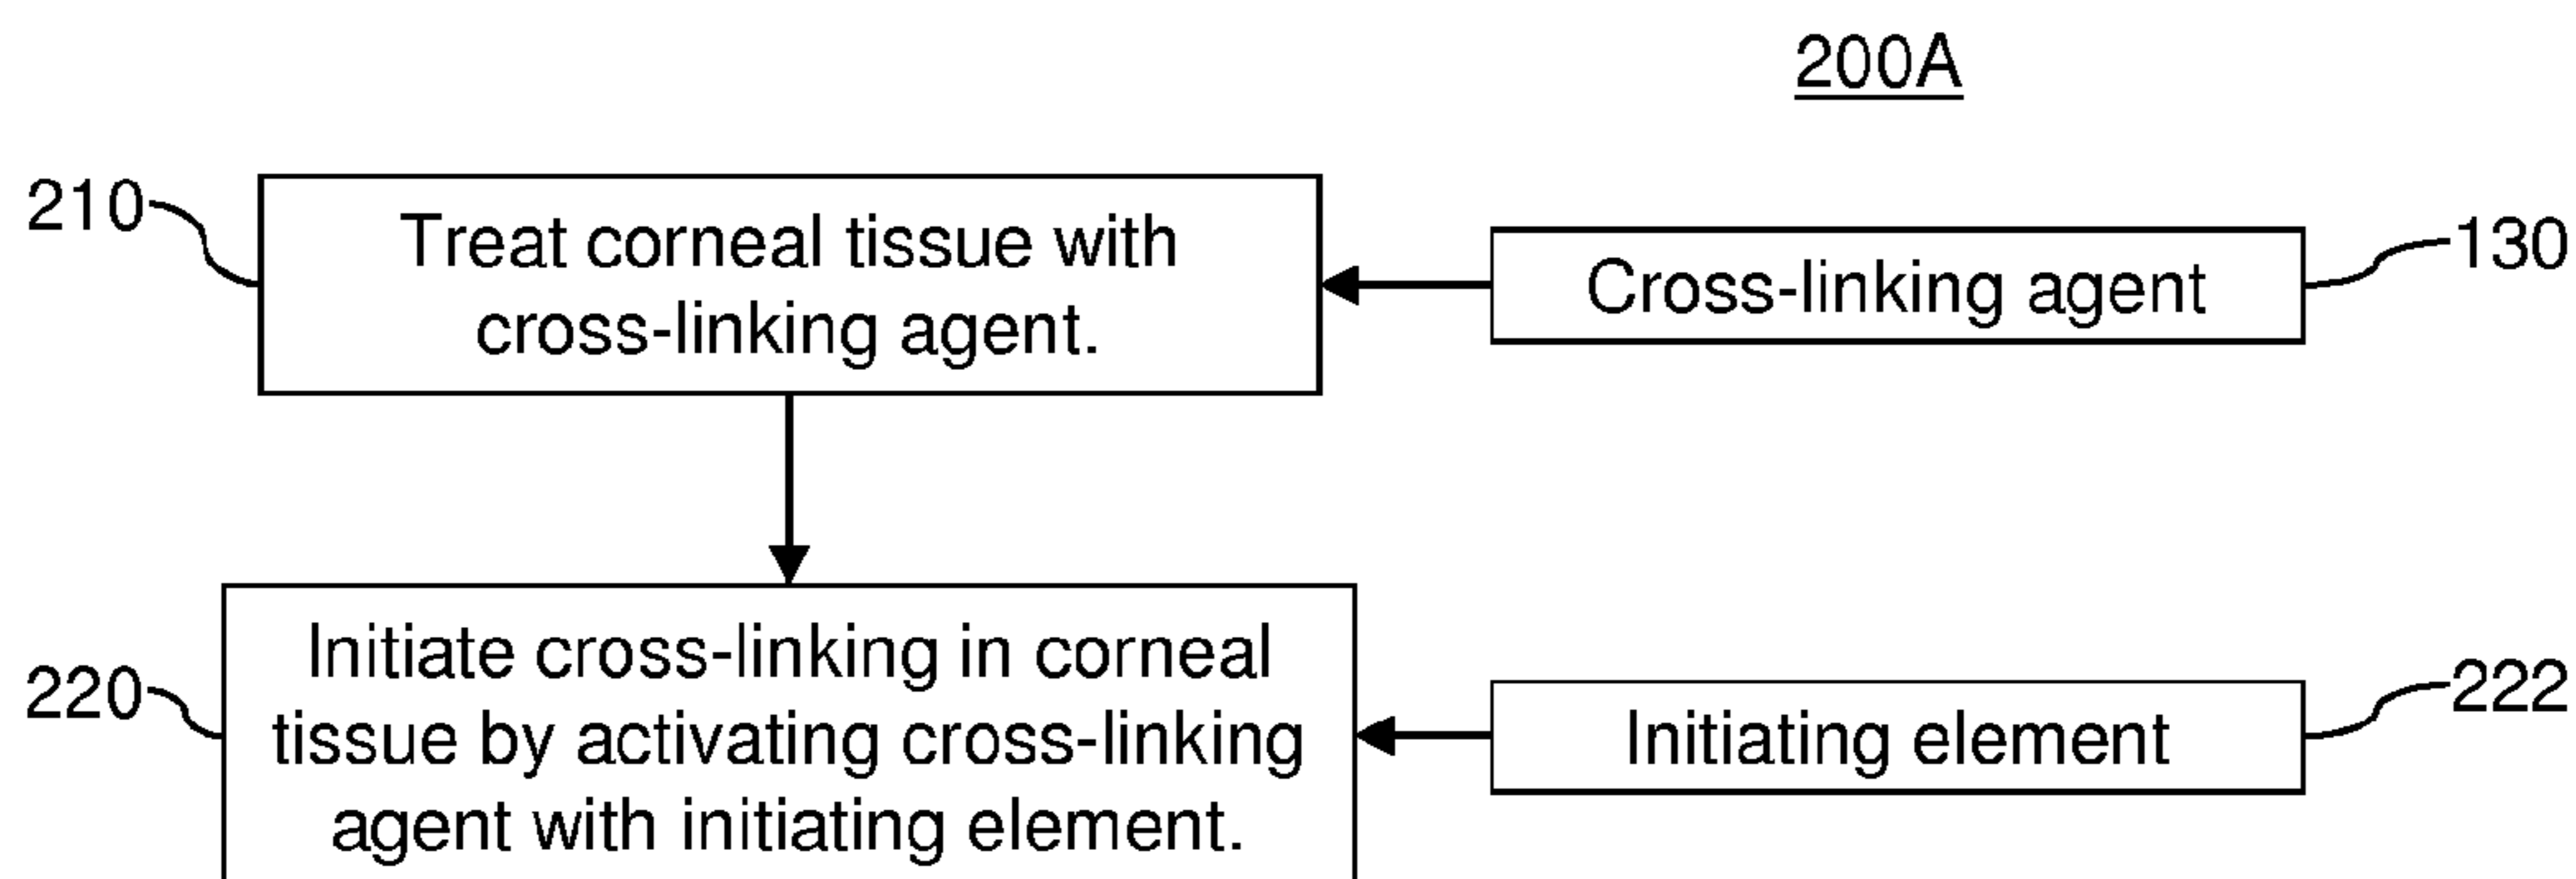 200A
210
Treat corneal tissue with
cross-linking agent.
Cross-linking agent
130
220
Initiate cross-linking in corneal
tissue by activating cross-linking
agent with initiating element.
Initiating element
222